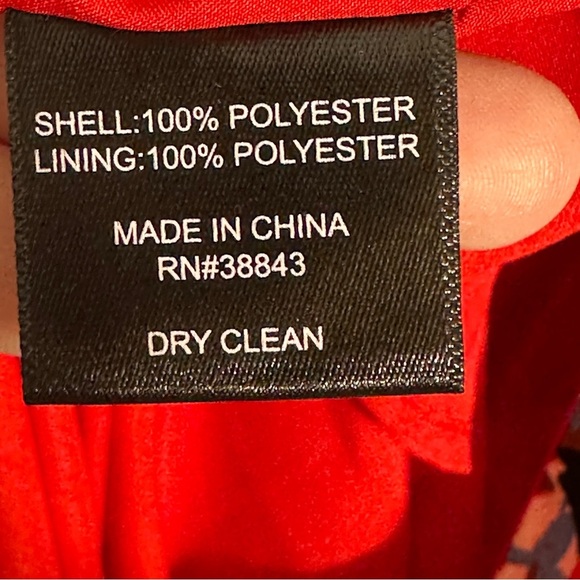 SHELL:100% POLYESTER
LINING:100% POLYESTER
MADE IN CHINA
RN#38843
DRY CLEAN